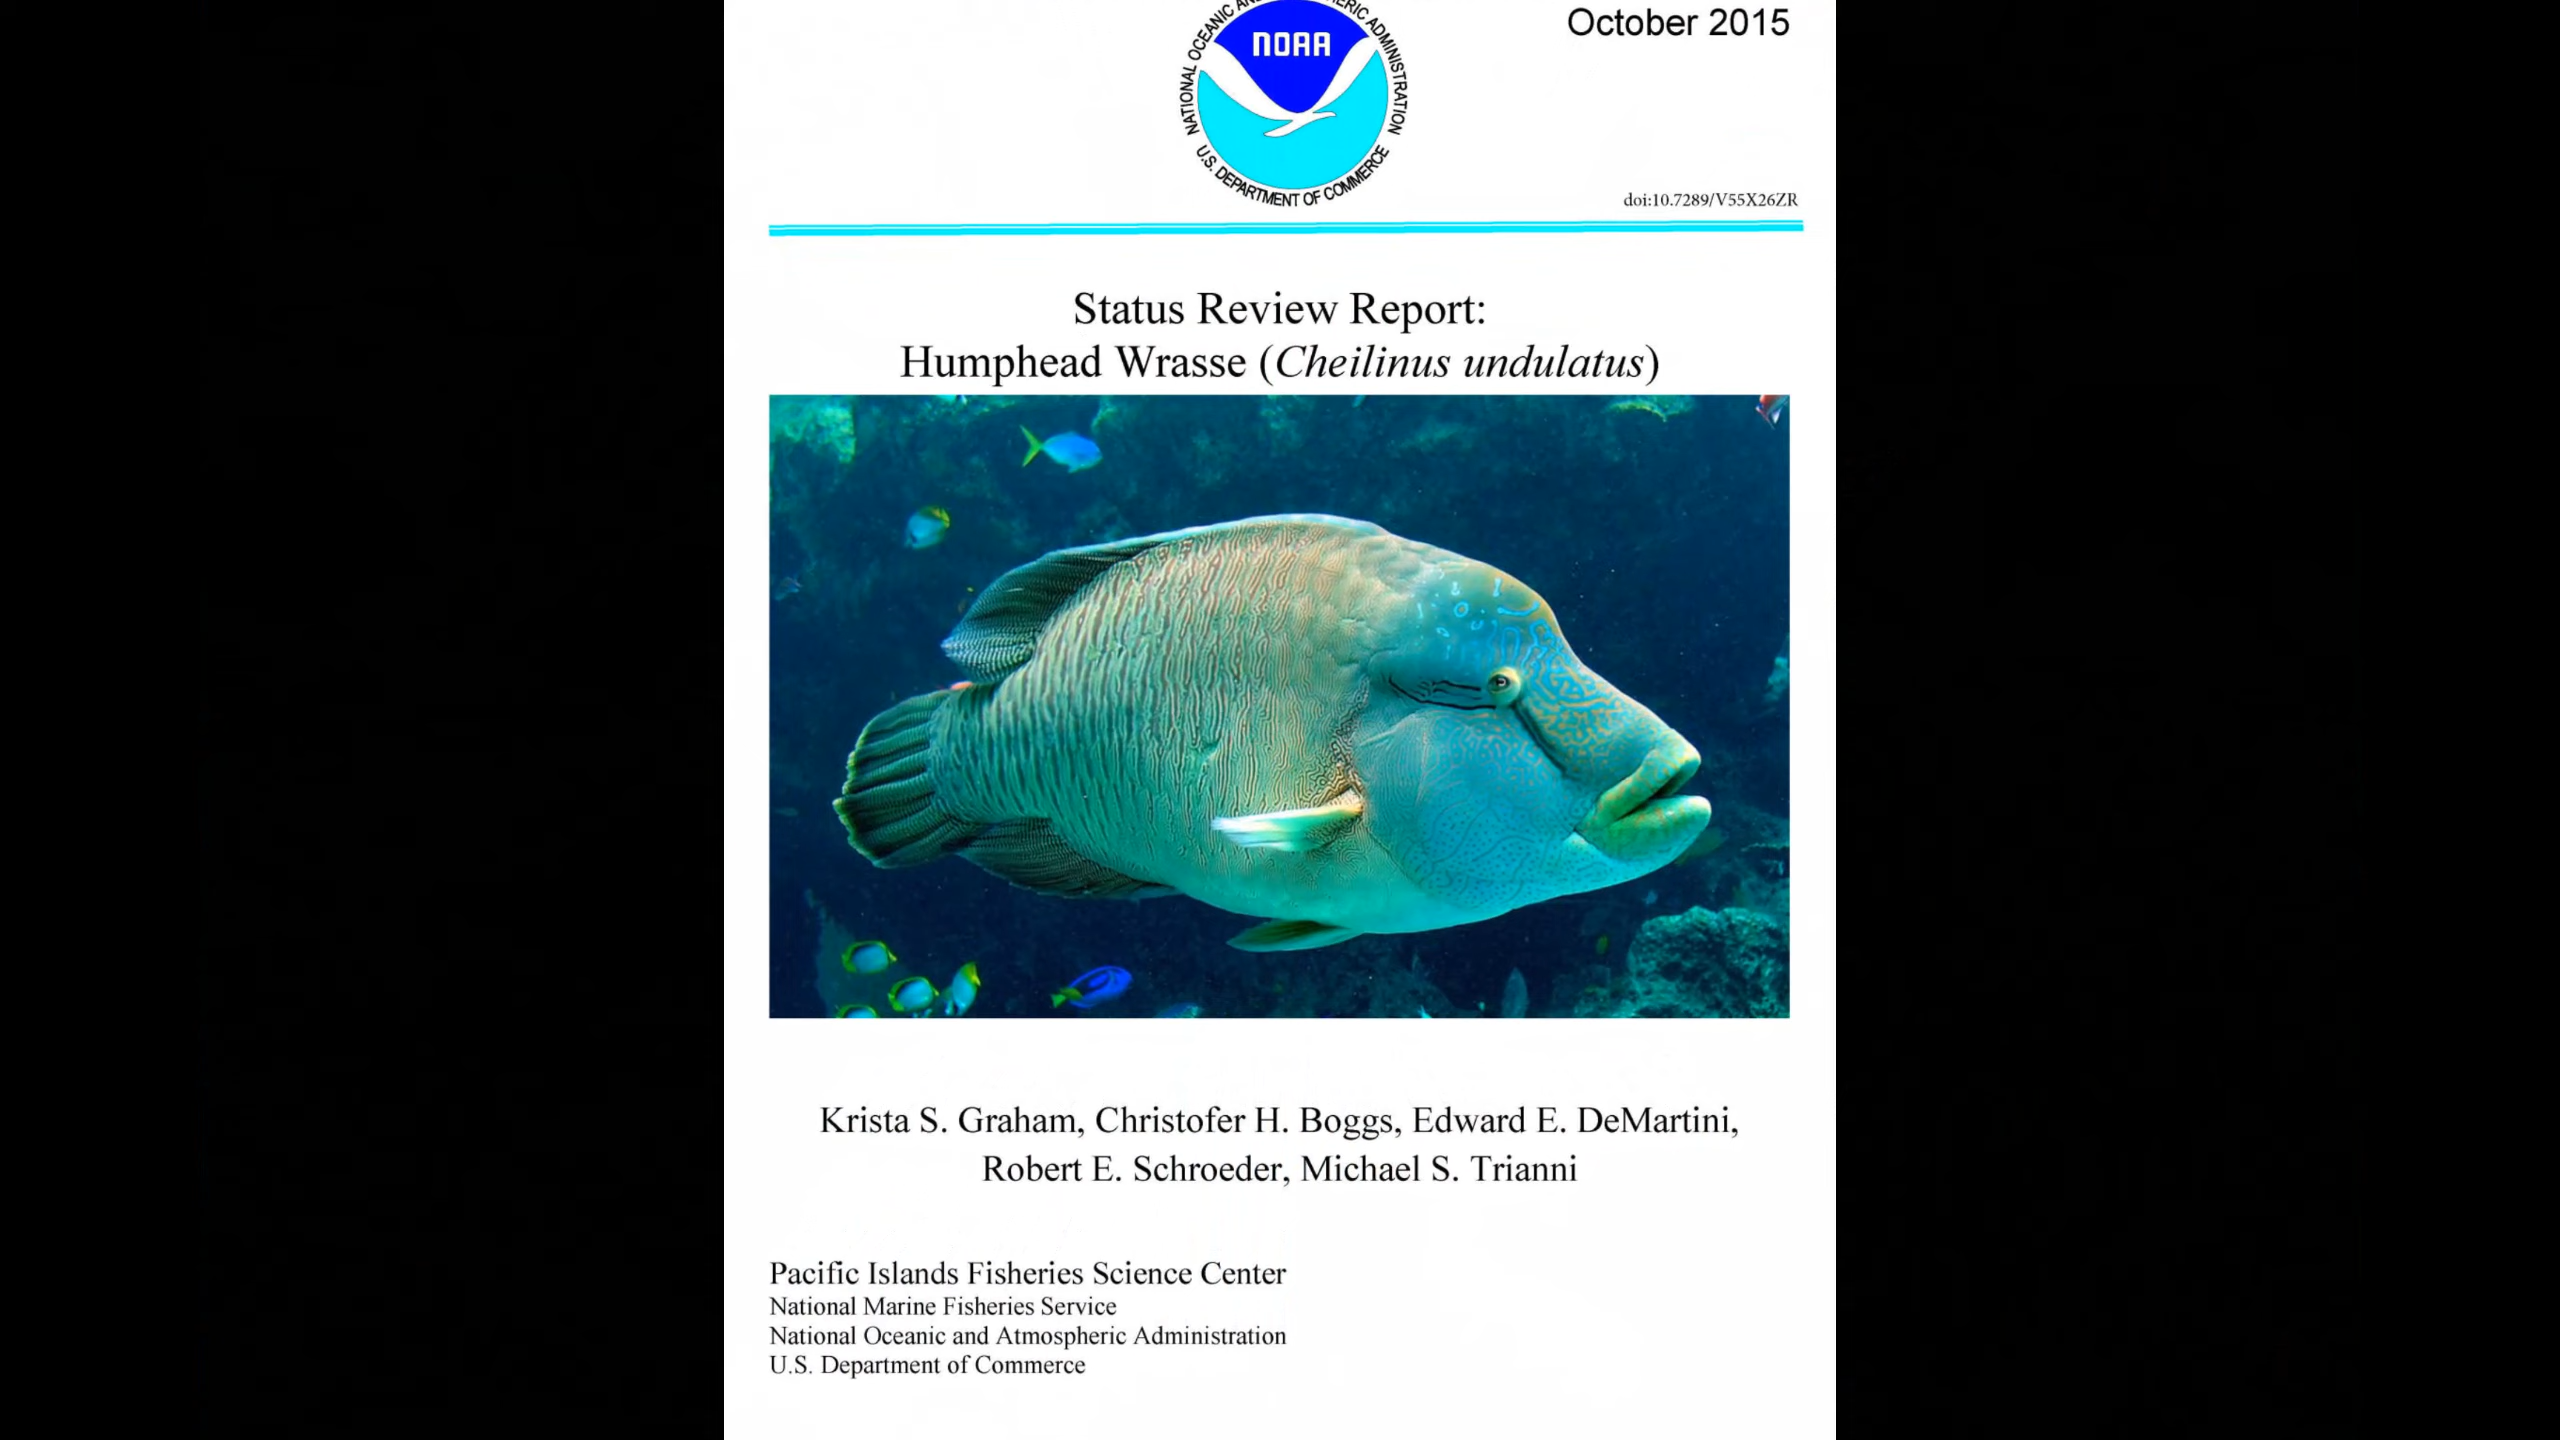 October 2015
NOAA
NATIONAL OCEANIC ADMINISTRATION
U.S. DEPARTMENT OF COMMERCE
doi:10.7289/V55X26ZR
Status Review Report:
Humphead Wrasse (Cheilinus undulatus)
Krista S. Graham, Christofer H. Boggs, Edward E. DeMartini,
Robert E. Schroeder, Michael S. Trianni
Pacific Islands Fisheries Science Center
National Marine Fisheries Service
National Oceanic and Atmospheric Administration
U.S. Department of Commerce